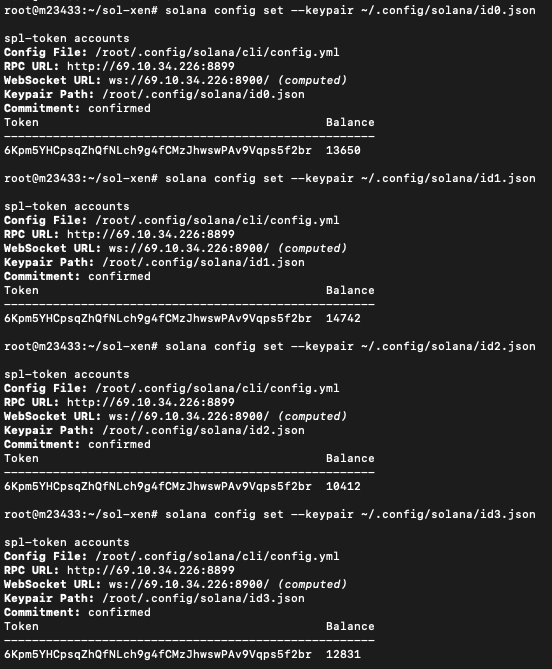 root@m23433:~/sol-xen# solana config set --keypair ~/.config/solana/id0.json
spl-token accounts
Config File: /root/.config/solana/cli/config.yml
RPC URL: http://69.10.34.226:8899
WebSocket URL: ws://69.10.34.226:8900/ (computed)
Keypair Path: /root/.config/solana/id0.json
Commitment: confirmed
Token Balance
------------------------------------------------------
6Kpm5YHCpsqZhQfNLch9g4fCMzJhwswPAv9Vqps5f2br 13650
root@m23433:~/sol-xen# solana config set --keypair ~/.config/solana/id1.json
spl-token accounts
Config File: /root/.config/solana/cli/config.yml
RPC URL: http://69.10.34.226:8899
WebSocket URL: ws://69.10.34.226:8900/ (computed)
Keypair Path: /root/.config/solana/id1.json
Commitment: confirmed
Token Balance
------------------------------------------------------
6Kpm5YHCpsqZhQfNLch9g4fCMzJhwswPAv9Vqps5f2br 14742
root@m23433:~/sol-xen# solana config set --keypair ~/.config/solana/id2.json
spl-token accounts
Config File: /root/.config/solana/cli/config.yml
RPC URL: http://69.10.34.226:8899
WebSocket URL: ws://69.10.34.226:8900/ (computed)
Keypair Path: /root/.config/solana/id2.json
Commitment: confirmed
Token Balance
------------------------------------------------------
6Kpm5YHCpsqZhQfNLch9g4fCMzJhwswPAv9Vqps5f2br 10412
root@m23433:~/sol-xen# solana config set --keypair ~/.config/solana/id3.json
spl-token accounts
Config File: /root/.config/solana/cli/config.yml
RPC URL: http://69.10.34.226:8899
WebSocket URL: ws://69.10.34.226:8900/ (computed)
Keypair Path: /root/.config/solana/id3.json
Commitment: confirmed
Token Balance
------------------------------------------------------
6Kpm5YHCpsqZhQfNLch9g4fCMzJhwswPAv9Vqps5f2br 12831